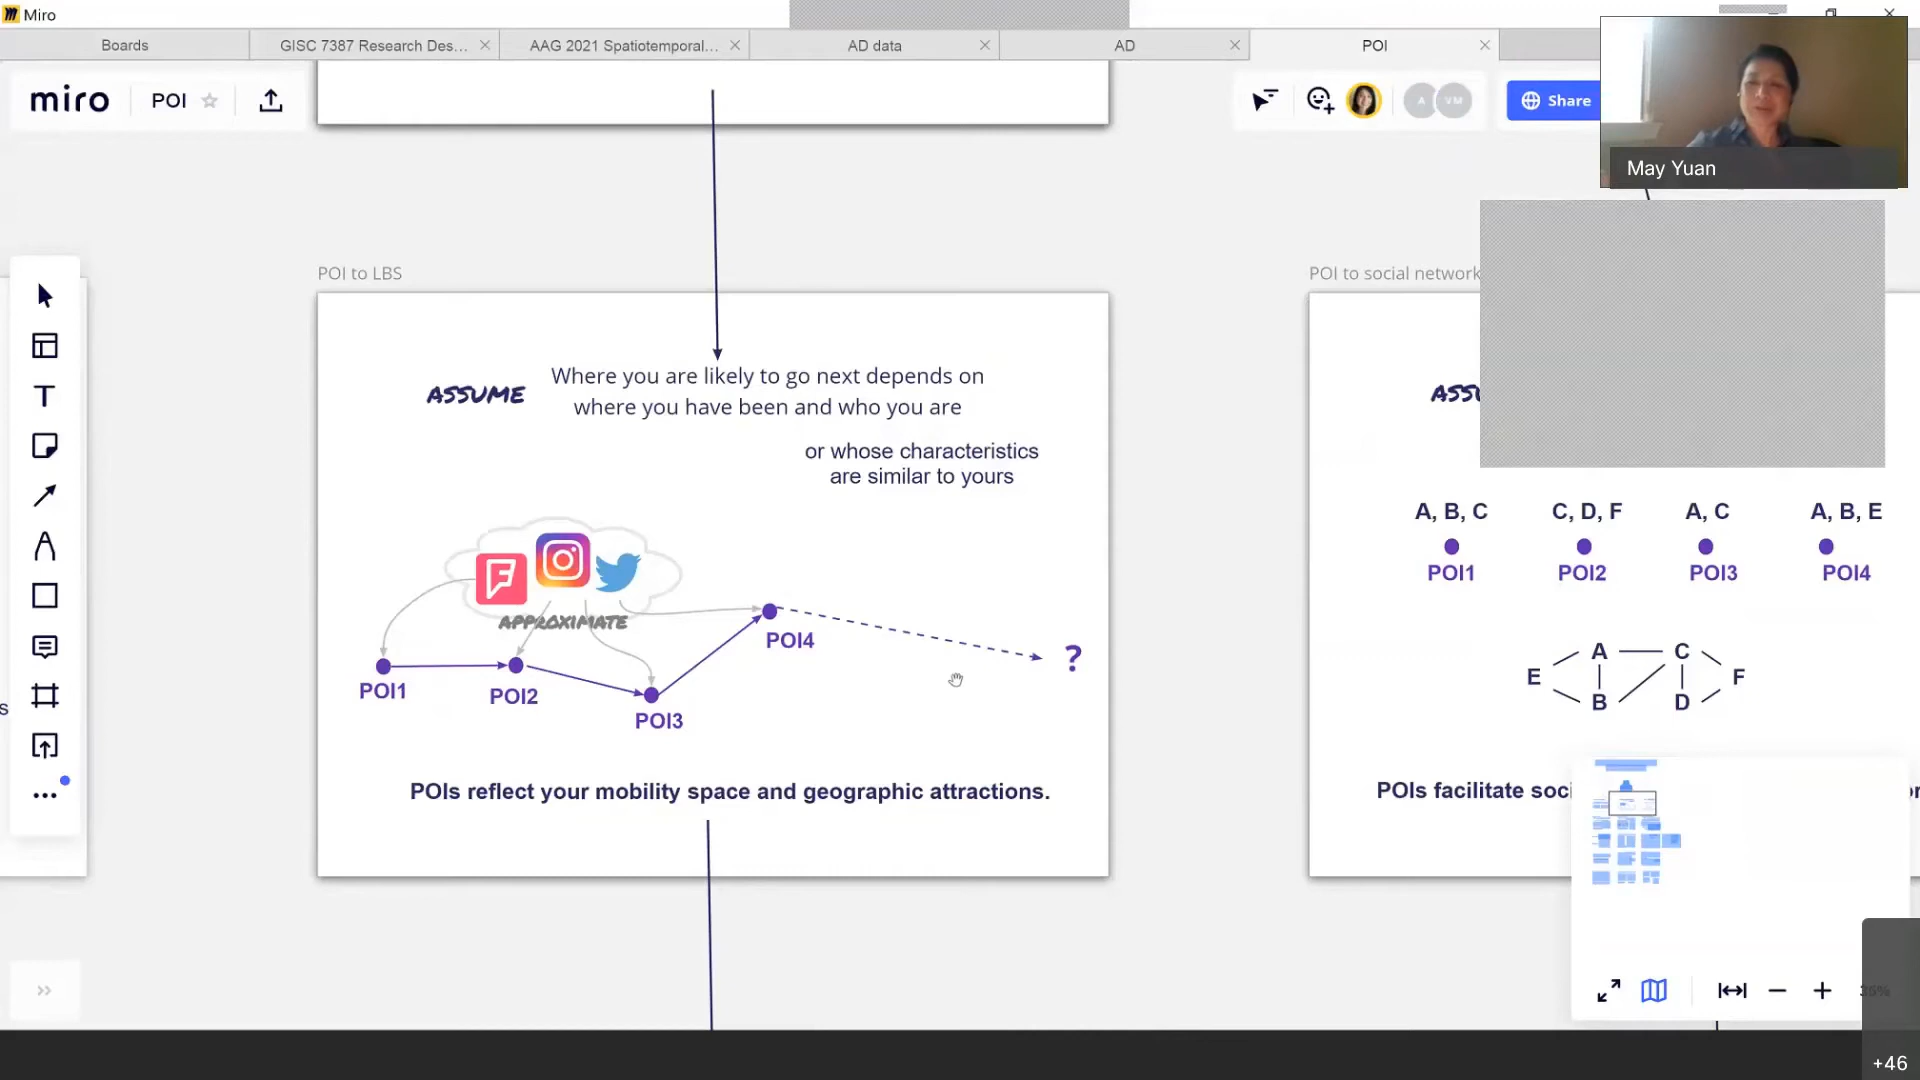 Miro
Boards
GISC 7387 Research Des...
AAG 2021 Spatiotemporal...
AD data
AD
POI
miro
POI
A
VM
Share
May Yuan
POI to LBS
ASSUME
Where you are likely to go next depends on
where you have been and who you are
or whose characteristics
are similar to yours
APPROXIMATE
POI1
POI2
POI3
POI4
?
POIs reflect your mobility space and geographic attractions.
POI to social network
A, B, C
C, D, F
A, C
A, B, E
POI1
POI2
POI3
POI4
A
C
E
F
B
D
POIs facilitate soci
35%
+46